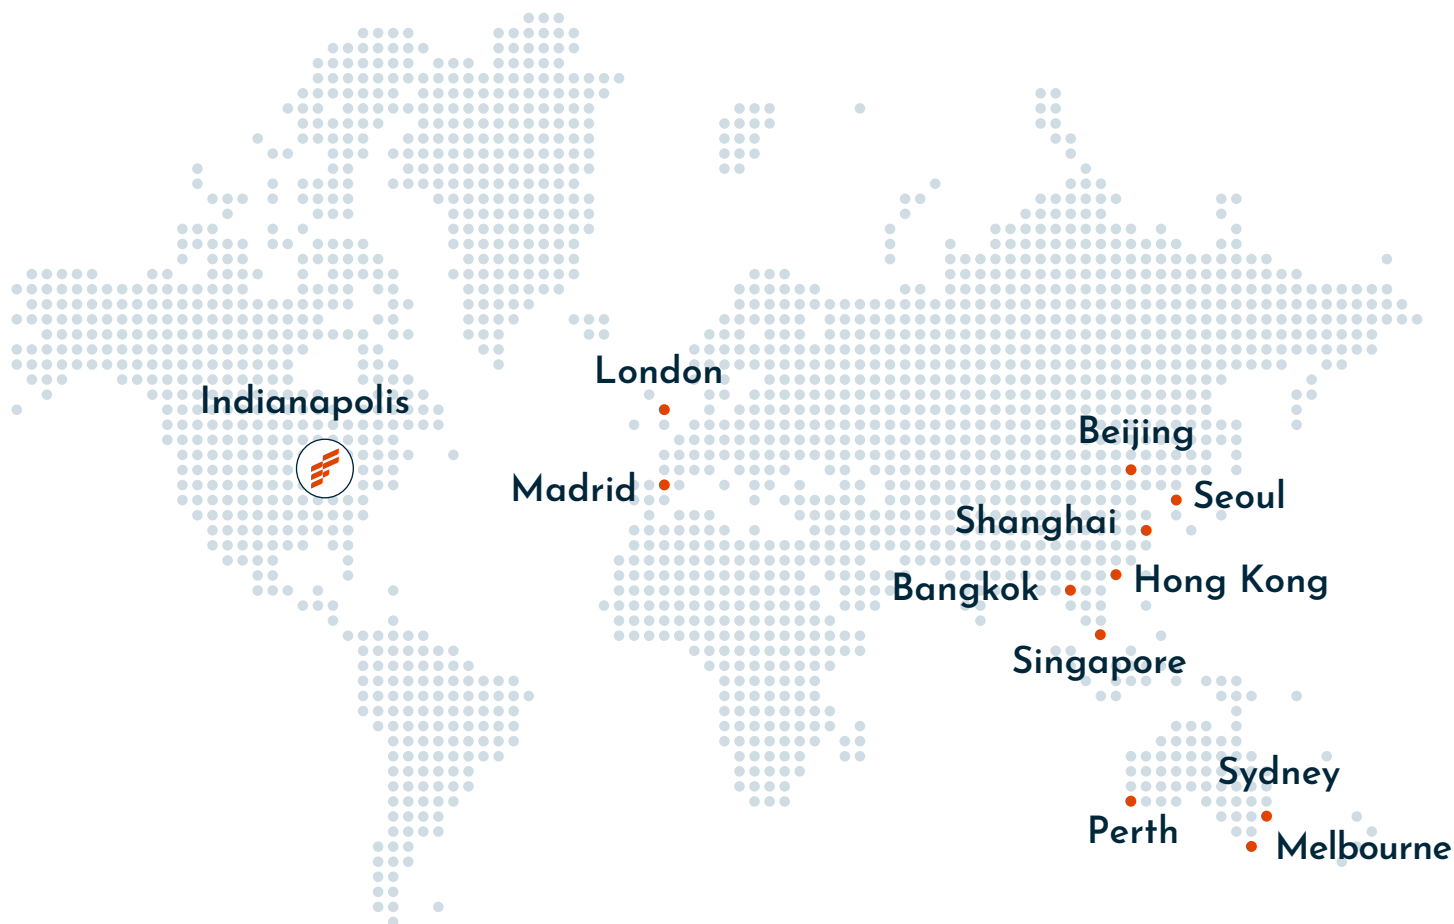 London
Indianapolis
Beijing
Madrid
Seoul
Shanghai
Hong Kong
Bangkok
Singapore
Sydney
Perth
Melbourne